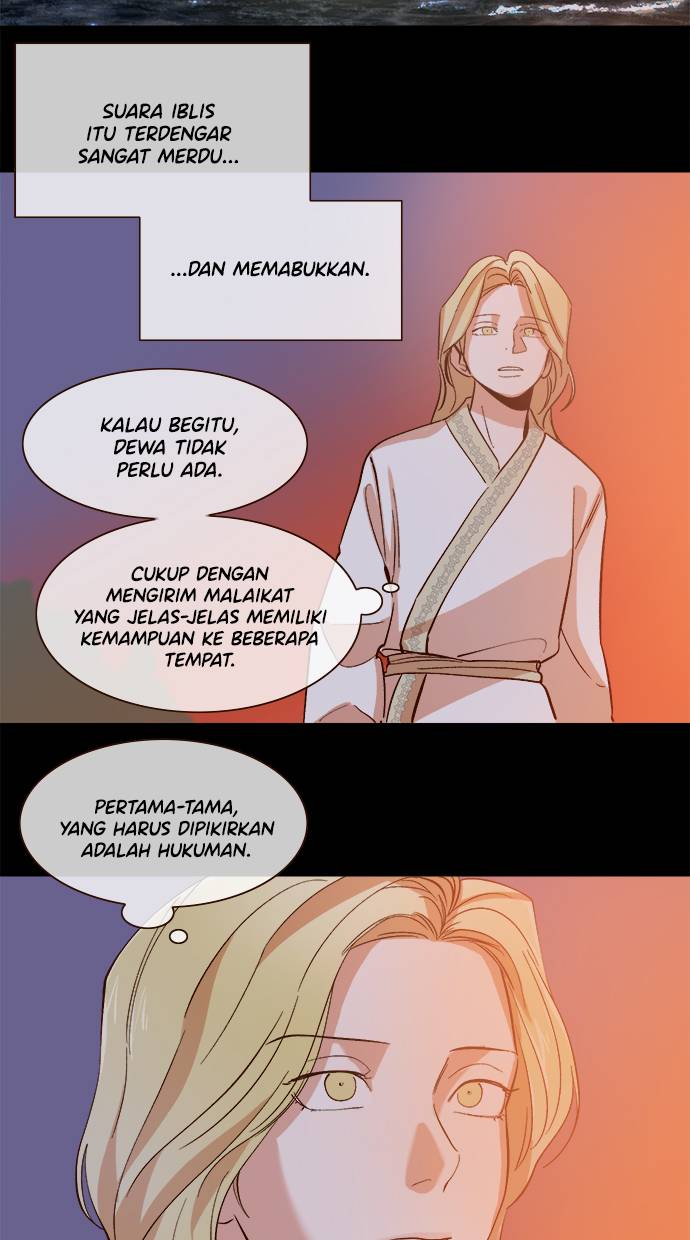 SUARA IBLIS
ITU TERDENGAR
SANGAT MERDU...
...DAN MEMABUKKAN.
KALAU BEGITU,
DEWA TIDAK
PERLU ADA.
CUKUP DENGAN
MENGIRIM MALAIKAT
YANG JELAS-JELAS MEMILIKI
KEMAMPUAN KE BEBERAPA
TEMPAT.
PERTAMA-TAMA,
YANG HARUS DIPIKIRKAN
ADALAH HUKUMAN.